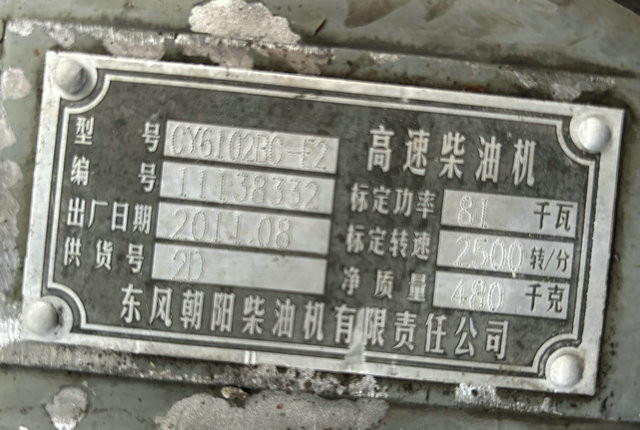 高速柴油机
型号 CY6102BG-F2
编号 11138332
标定功率 81 千瓦
出厂日期 2011.08
标定转速 2500 转/分
供货号 2D
净质量 480 千克
东风朝阳柴油机有限责任公司